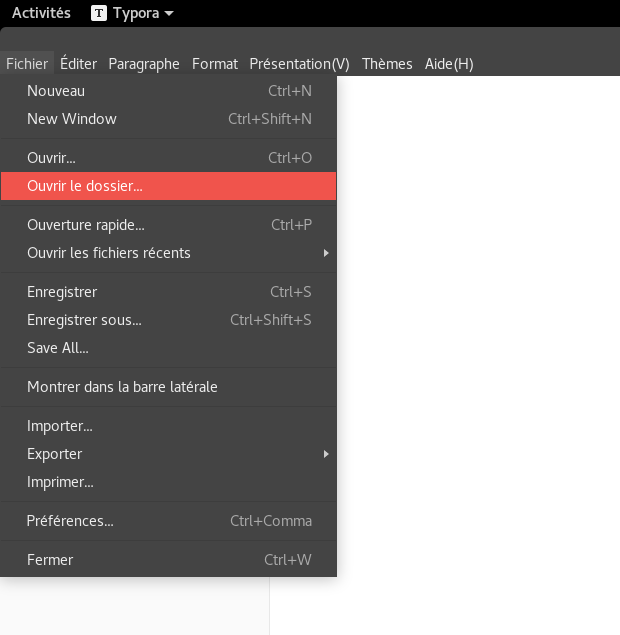 Activités T Typora
Fichier Éditer Paragraphe Format Présentation(V) Thèmes Aide(H)
Nouveau Ctrl+N
New Window Ctrl+Shift+N
Ouvrir... Ctrl+O
Ouvrir le dossier...
Ouverture rapide... Ctrl+P
Ouvrir les fichiers récents
Enregistrer Ctrl+S
Enregistrer sous... Ctrl+Shift+S
Save All...
Montrer dans la barre latérale
Importer...
Exporter
Imprimer...
Préférences... Ctrl+Comma
Fermer Ctrl+W